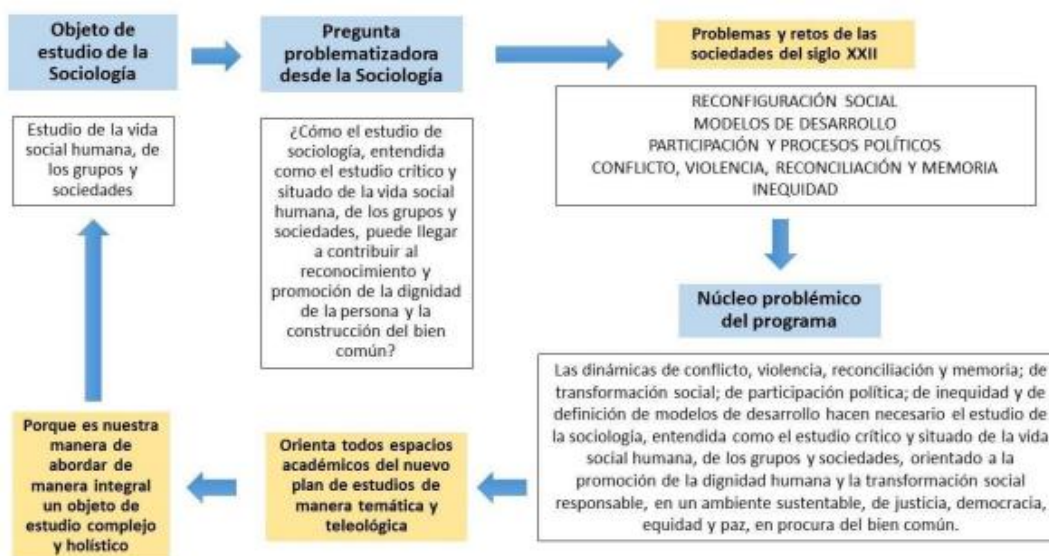 Objeto de
estudio de la
Sociología
Pregunta
problematizadora
desde la Sociología
Problemas y retos de las
sociedades del siglo XXII
Estudio de la vida
social humana, de
los grupos y
sociedades
¿Cómo el estudio de
sociología, entendida
como el estudio crítico y
situado de la vida social
humana, de los grupos y
sociedades, puede llegar
a contribuir al
reconocimiento y
promoción de la dignidad
de la persona y la
construcción del bien
común?
RECONFIGURACIÓN SOCIAL
MODELOS DE DESARROLLO
PARTICIPACIÓN Y PROCESOS POLÍTICOS
CONFLICTO, VIOLENCIA, RECONCILIACIÓN Y MEMORIA
INEQUIDAD
Núcleo problémico
del programa
Las dinámicas de conflicto, violencia, reconciliación y memoria; de
transformación social; de participación política; de inequidad y de
definición de modelos de desarrollo hacen necesario el estudio de
la sociología, entendida como el estudio crítico y situado de la vida
social humana, de los grupos y sociedades, orientado a la
promoción de la dignidad humana y la transformación social
responsable, en un ambiente sustentable, de justicia, democracia,
equidad y paz, en procura del bien común.
Orienta todos espacios
académicos del nuevo
plan de estudios de
manera temática y
teleológica
Porque es nuestra
manera de
abordar de
manera integral
un objeto de
estudio complejo
y holístico